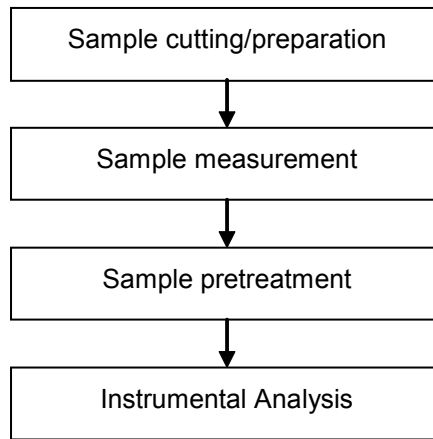 Sample cutting/preparation
Sample measurement
Sample pretreatment
Instrumental Analysis